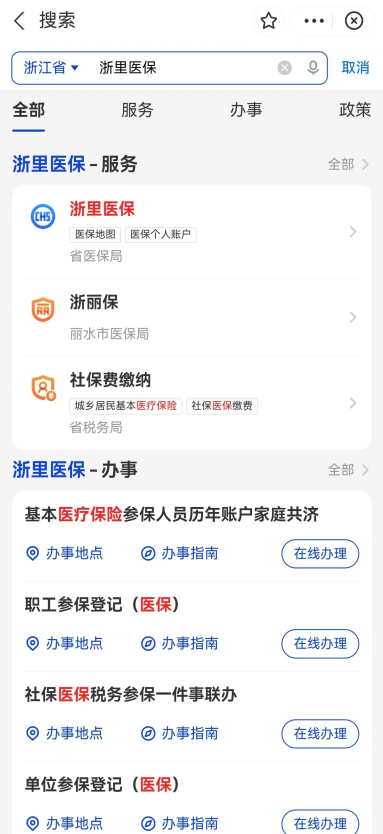 搜索
浙江省 浙里医保 取消
全部 服务 办事 政策
浙里医保 - 服务 全部
CHS
浙里医保
医保地图 医保个人账户
省医保局
浙丽保
丽水市医保局
社保费缴纳
城乡居民基本医疗保险 社保医保缴费
省税务局
浙里医保 - 办事 全部
基本医疗保险参保人员历年账户家庭共济
办事地点 办事指南 在线办理
职工参保登记（医保）
办事地点 办事指南 在线办理
社保医保税务参保一件事联办
办事地点 办事指南 在线办理
单位参保登记（医保）
办事地点 办事指南 在线办理